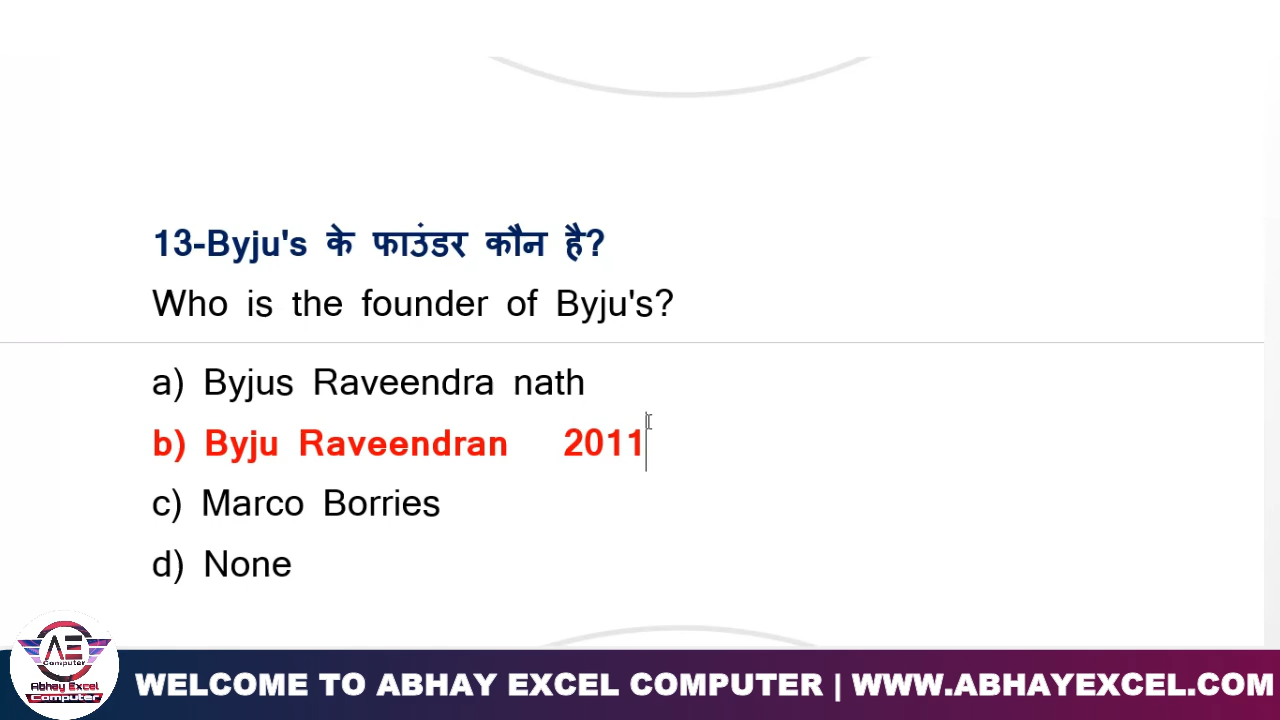 13-Byju's के फाउंडर कौन है?
Who is the founder of Byju's?
a) Byjus Raveendra nath
b) Byju Raveendran 2011
c) Marco Borries
d) None
AE
Computer
Abhay Excel
Computer
WELCOME TO ABHAY EXCEL COMPUTER | WWW.ABHAYEXCEL.COM